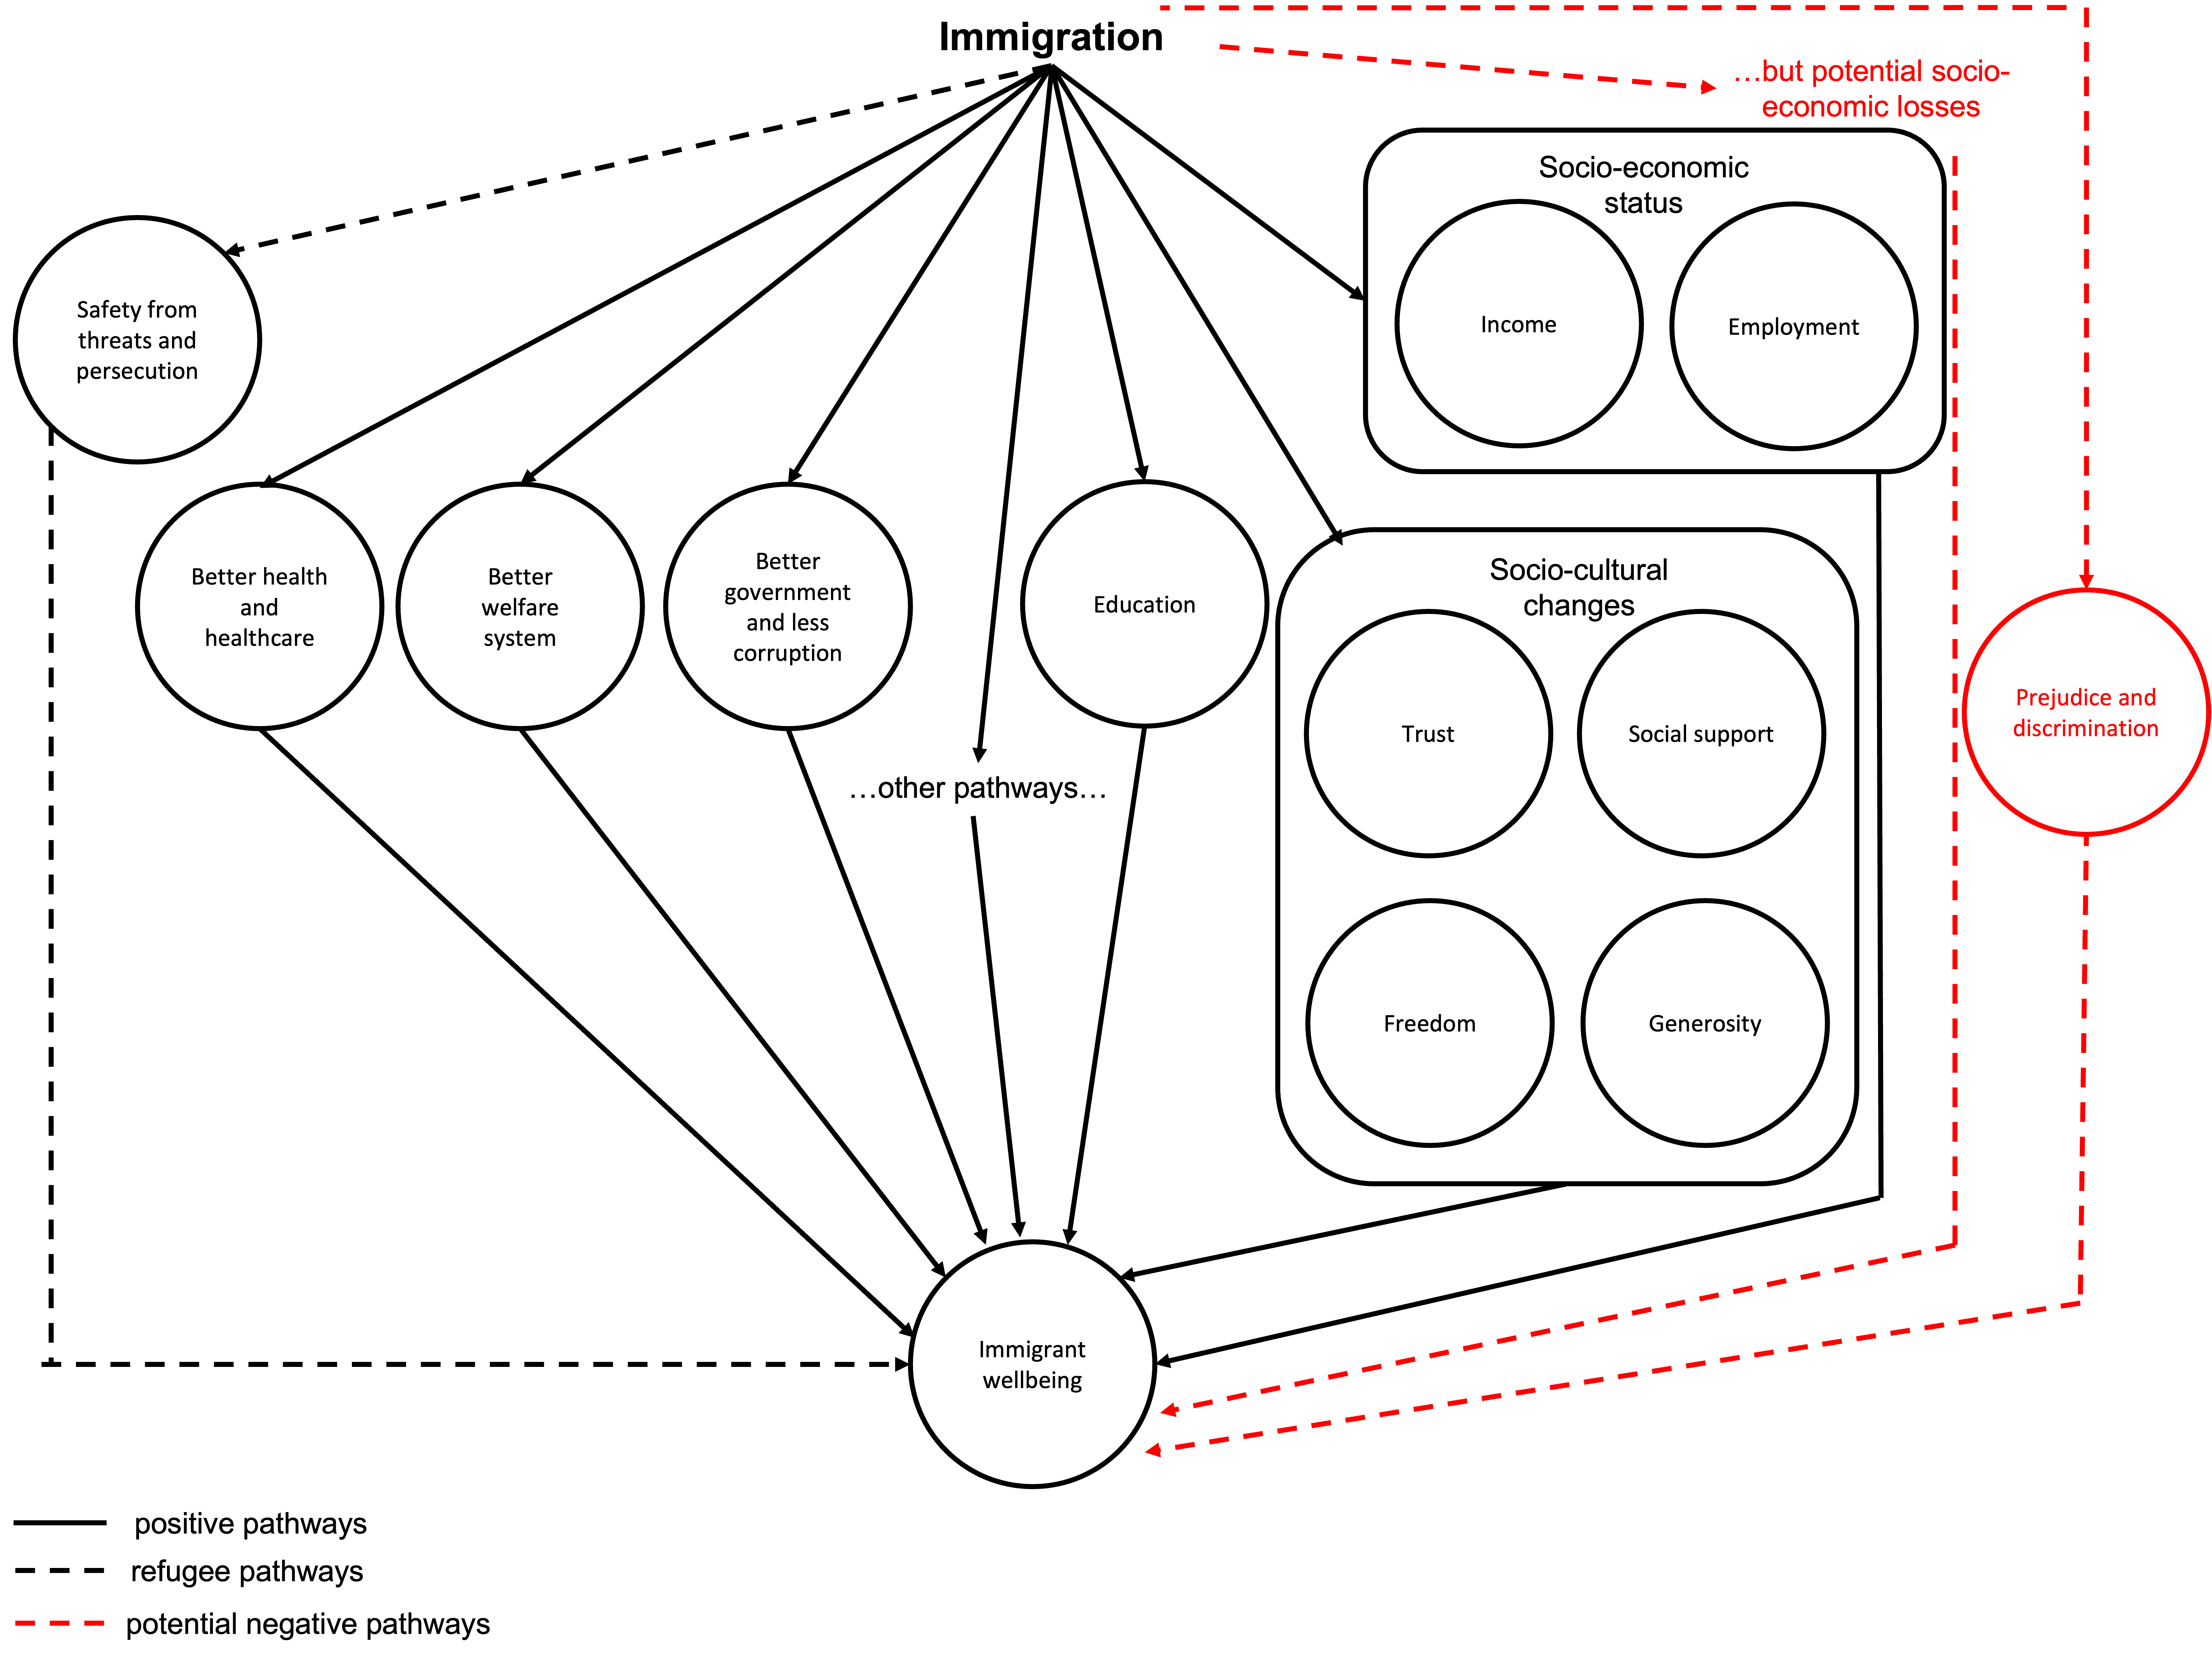 Immigration
…but potential socio-
economic losses
Socio-economic
status
Income
Employment
Safety from
threats and
persecution
Better health
and
healthcare
Better
welfare
system
Better
government
and less
corruption
Education
…other pathways…
Socio-cultural
changes
Trust
Social support
Freedom
Generosity
Prejudice and
discrimination
Immigrant
wellbeing
positive pathways
refugee pathways
potential negative pathways